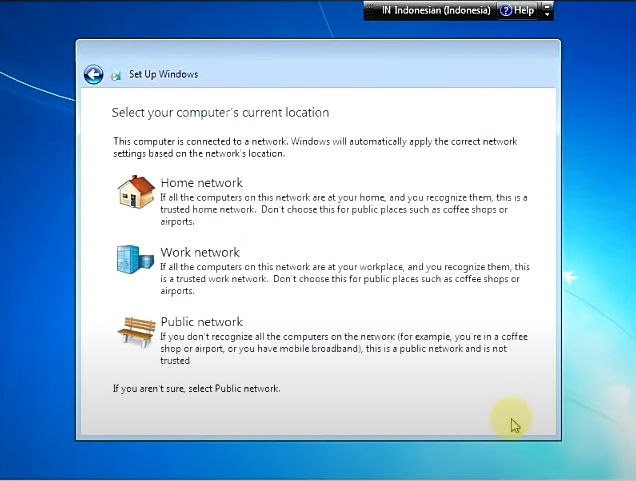 IN Indonesian (Indonesia) ? Help
Set Up Windows
Select your computer's current location
This computer is connected to a network. Windows will automatically apply the correct network
settings based on the network's location.
Home network
If all the computers on this network are at your home, and you recognize them, this is a
trusted home network. Don't choose this for public places such as coffee shops or
airports.
Work network
If all the computers on this network are at your workplace, and you recognize them, this
is a trusted work network. Don't choose this for public places such as coffee shops or
airports.
Public network
If you don't recognize all the computers on the network (for example, you're in a coffee
shop or airport, or you have mobile broadband), this is a public network and is not
trusted
If you aren't sure, select Public network.